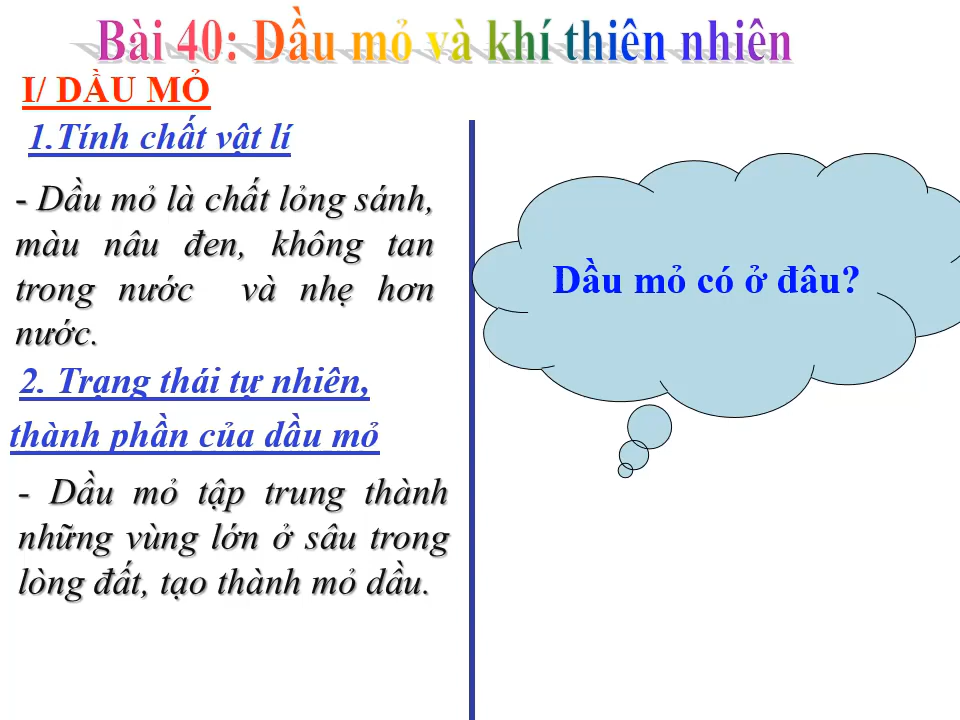 Bài 40: Dầu mỏ và khí thiên nhiên
I/ DẦU MỎ
1.Tính chất vật lí
- Dầu mỏ là chất lỏng sánh,
màu nâu đen, không tan
trong nước và nhẹ hơn
nước.
2. Trạng thái tự nhiên,
thành phần của dầu mỏ
- Dầu mỏ tập trung thành
những vùng lớn ở sâu trong
lòng đất, tạo thành mỏ dầu.
Dầu mỏ có ở đâu?